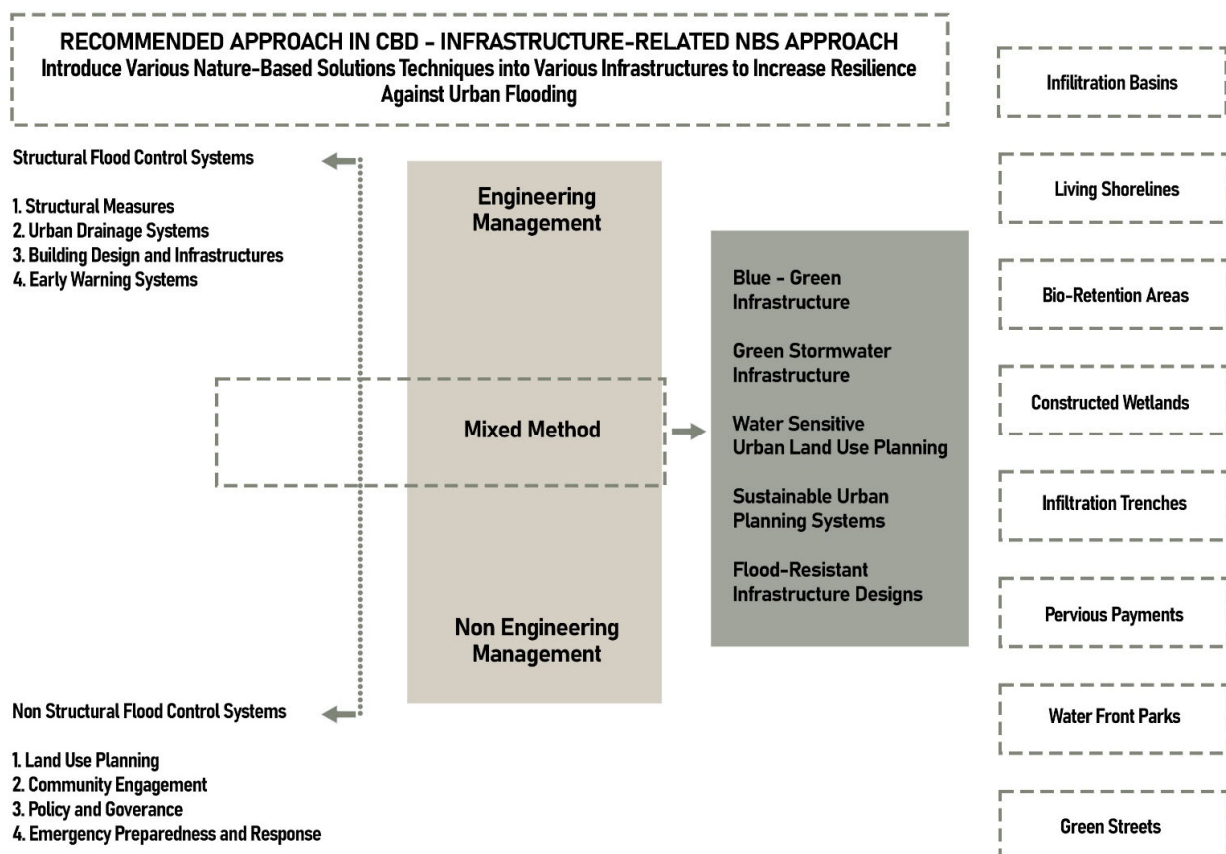 RECOMMENDED APPROACH IN CBD - INFRASTRUCTURE-RELATED NBS APPROACH
Introduce Various Nature-Based Solutions Techniques into Various Infrastructures to Increase Resilience
Against Urban Flooding
Structural Flood Control Systems
1. Structural Measures
2. Urban Drainage Systems
3. Building Design and Infrastructures
4. Early Warning Systems
Non Structural Flood Control Systems
1. Land Use Planning
2. Community Engagement
3. Policy and Goverance
4. Emergency Preparedness and Response
Engineering
Management
Mixed Method
Non Engineering
Management
Blue - Green
Infrastructure
Green Stormwater
Infrastructure
Water Sensitive
Urban Land Use Planning
Sustainable Urban
Planning Systems
Flood-Resistant
Infrastructure Designs
Infilitration Basins
Living Shorelines
Bio-Retention Areas
Constructed Wetlands
Infiltration Trenches
Pervious Payments
Water Front Parks
Green Streets